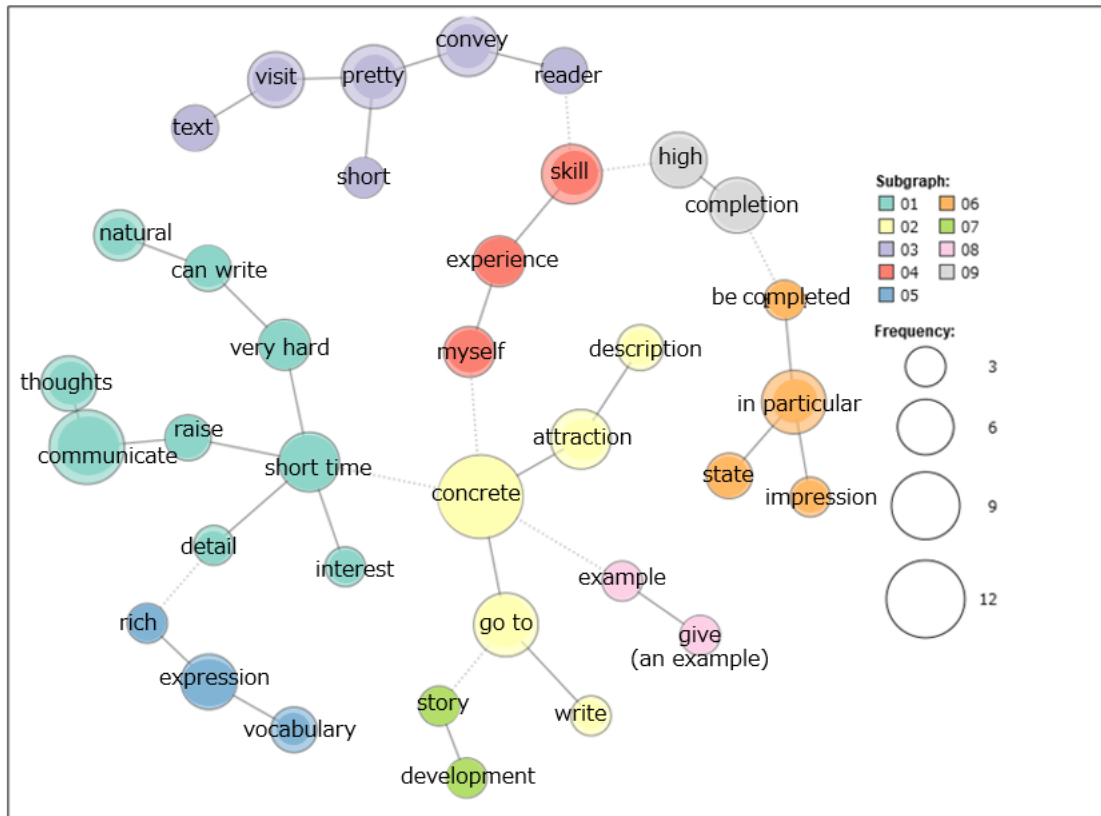 convey
visit
pretty
reader
text
short
skill
high
completion
natural
can write
experience
be completed
very hard
myself
description
thoughts
communicate
raise
short time
attraction
in particular
concrete
state
impression
detail
interest
example
rich
go to
give
(an example)
expression
story
write
vocabulary
development
Subgraph:
01 06
02 07
03 08
04 09
05
Frequency:
3
6
9
12